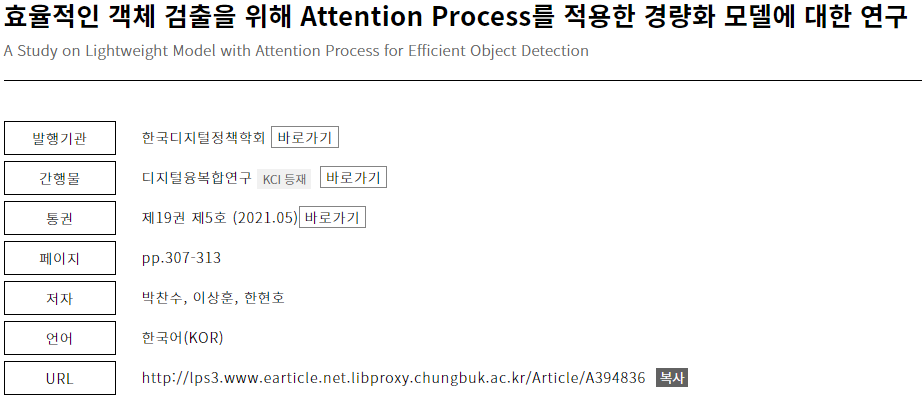 효율적인 객체 검출을 위해 Attention Process를 적용한 경량화 모델에 대한 연구
A Study on Lightweight Model with Attention Process for Efficient Object Detection
발행기관 한국디지털정책학회 바로가기
간행물 디지털융복합연구 KCI 등재 바로가기
통권 제19권 제5호 (2021.05) 바로가기
페이지 pp.307-313
저자 박찬수, 이상훈, 한현호
언어 한국어(KOR)
URL http://lps3.www.earticle.net.libproxy.chungbuk.ac.kr/Article/A394836 복사